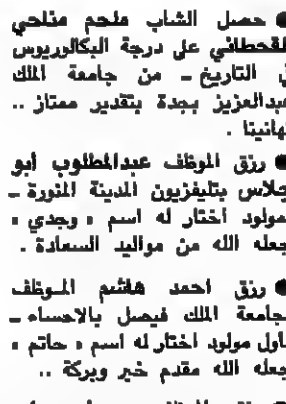 ● حصل الشاب ملحم مناحي
القحطاني على درجة البكالوريوس
في التاريخ ـ من جامعة الملك
عبدالعزيز بجدة بتقدير ممتاز ..
تهانينا .
● رزق الموظف عبدالمطلوب أبو
جلاس بتليفزيون المدينة المنورة ـ
بمولود اختار له اسم « وجدي »
جعله الله من مواليد السعادة .
● رزق احمد هاشم الموظف
بجامعة الملك فيصل بالاحساء ـ
بأول مولود اختار له اسم « حاتم »
جعله الله مقدم خير وبركة ..